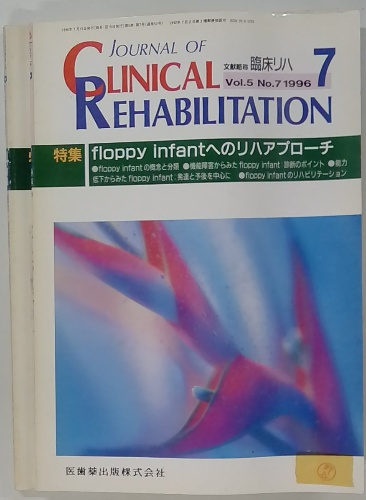 JOURNAL OF
文献略称 臨床リハ
CLINICAL
Vol.5 No.7 1996
7
REHABILITATION
特集 floppy infantへのリハアプローチ
●floppy infantの概念と分類 ●機能障害からみたfloppy infant:診断のポイント ●能力
低下からみたfloppy infant:発達と予後を中心に ●floppy infantのリハビリテーション
医歯薬出版株式会社